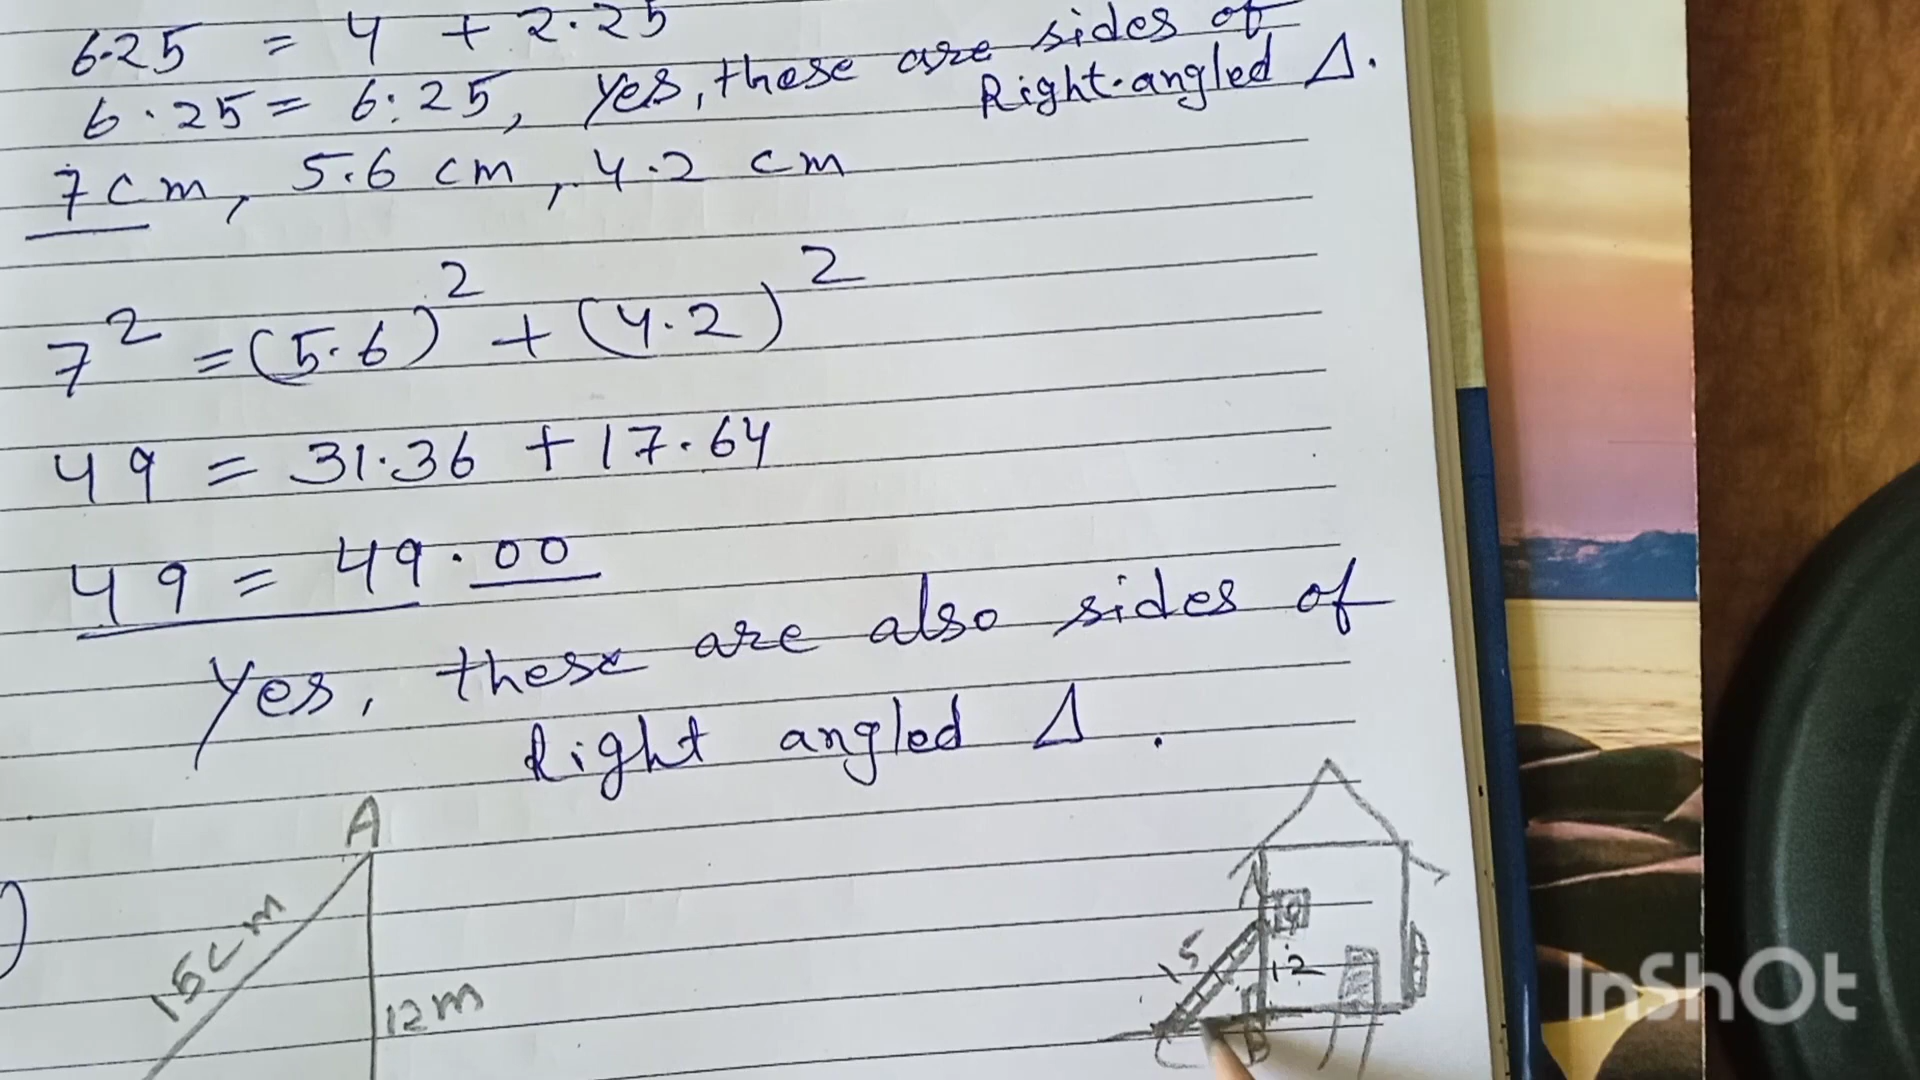 6.25 = 4 + 2.25
6.25 = 6.25, Yes, these are sides of
Right-angled Δ.
7cm, 5.6 cm, 4.2 cm
7² = (5.6)² + (4.2)²
49 = 31.36 + 17.64
49 = 49.00
Yes, these are also sides of
Right angled Δ.
A
15cm
12m
A
15
12
C B
InShOt